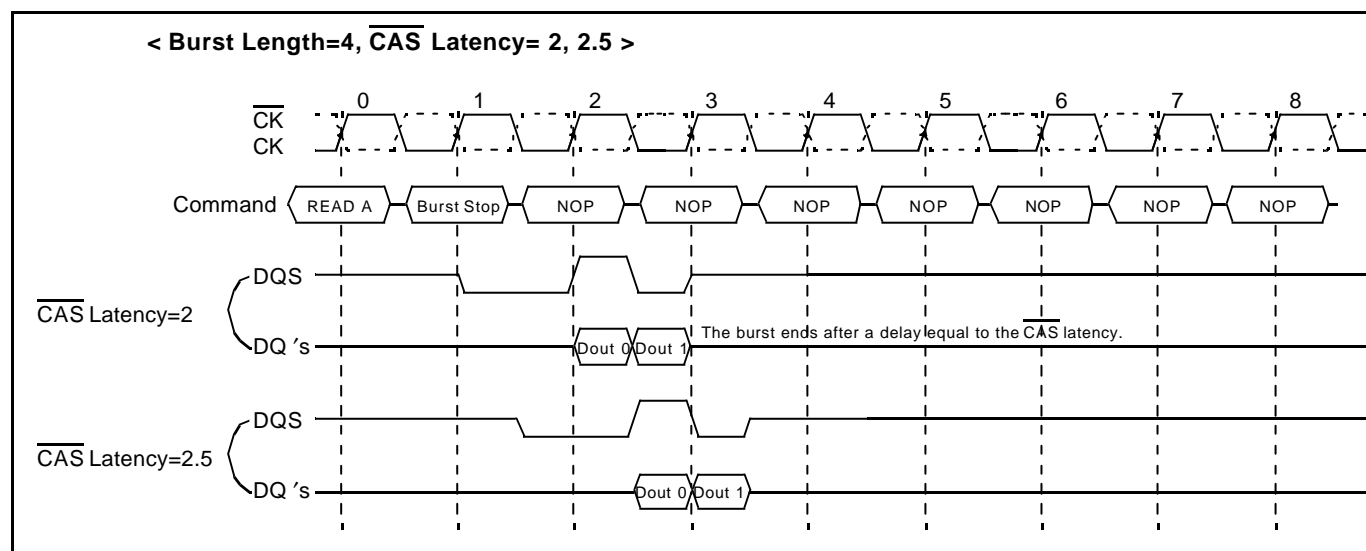 < Burst Length=4, CAS Latency= 2, 2.5 >
0 1 2 3 4 5 6 7 8
CK
CK
Command READ A Burst Stop NOP NOP NOP NOP NOP NOP NOP
DQS
CAS Latency=2
DQ ′s Dout 0 Dout 1 The burst ends after a delay equal to the CAS latency.
DQS
CAS Latency=2.5
DQ ′s Dout 0 Dout 1